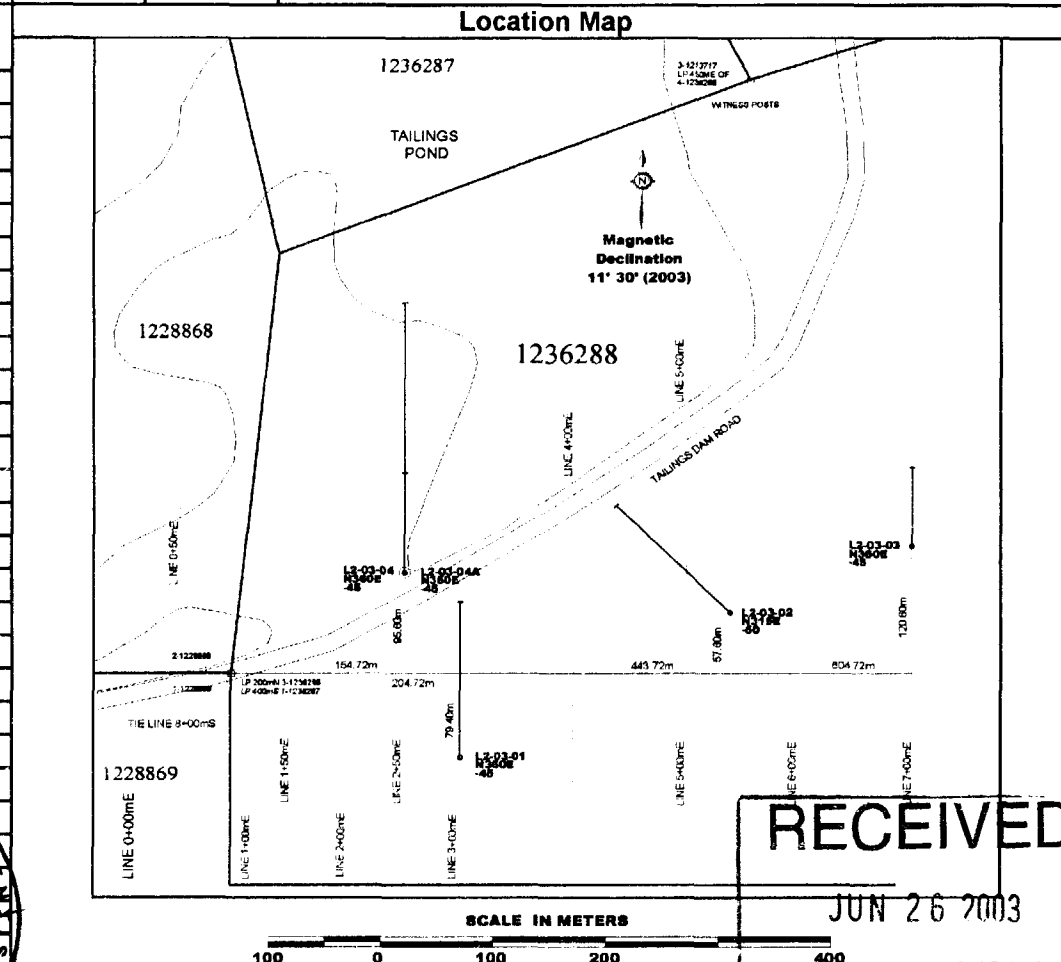 Location Map
1236287
TAILINGS
POND
WITNESS POSTS
N
Magnetic
Declination
11° 30' (2003)
1228868
1236288
LINE 5+00mE
LINE 4+00mE
TAILINGS DAM ROAD
LINE 0+50mE
L2-03-03
N360E
-45
L2-03-04
N360E
-45
L2-03-04A
N360E
-45
95.60m
L2-03-02
N315E
-50
57.60m
120.60m
154.72m
443.72m
604.72m
204.72m
TIE LINE 8+00mS
79.40m
L2-03-01
N360E
-45
1228869
LINE 0+00mE
LINE 1+50mE
LINE 2+50mE
LINE 5+00mE
LINE 6+00mE
LINE 7+00mE
LINE 1+00mE
LINE 2+00mE
LINE 3+00mE
RECEIVED
JUN 26 2003
SCALE IN METERS
100 0 100 200 400